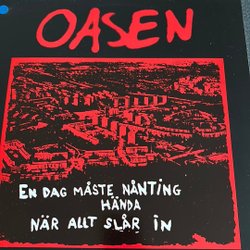 OASEN
EN DAG MÅSTE NÅNTING
HÄNDA
NÄR ALLT SLÅR IN